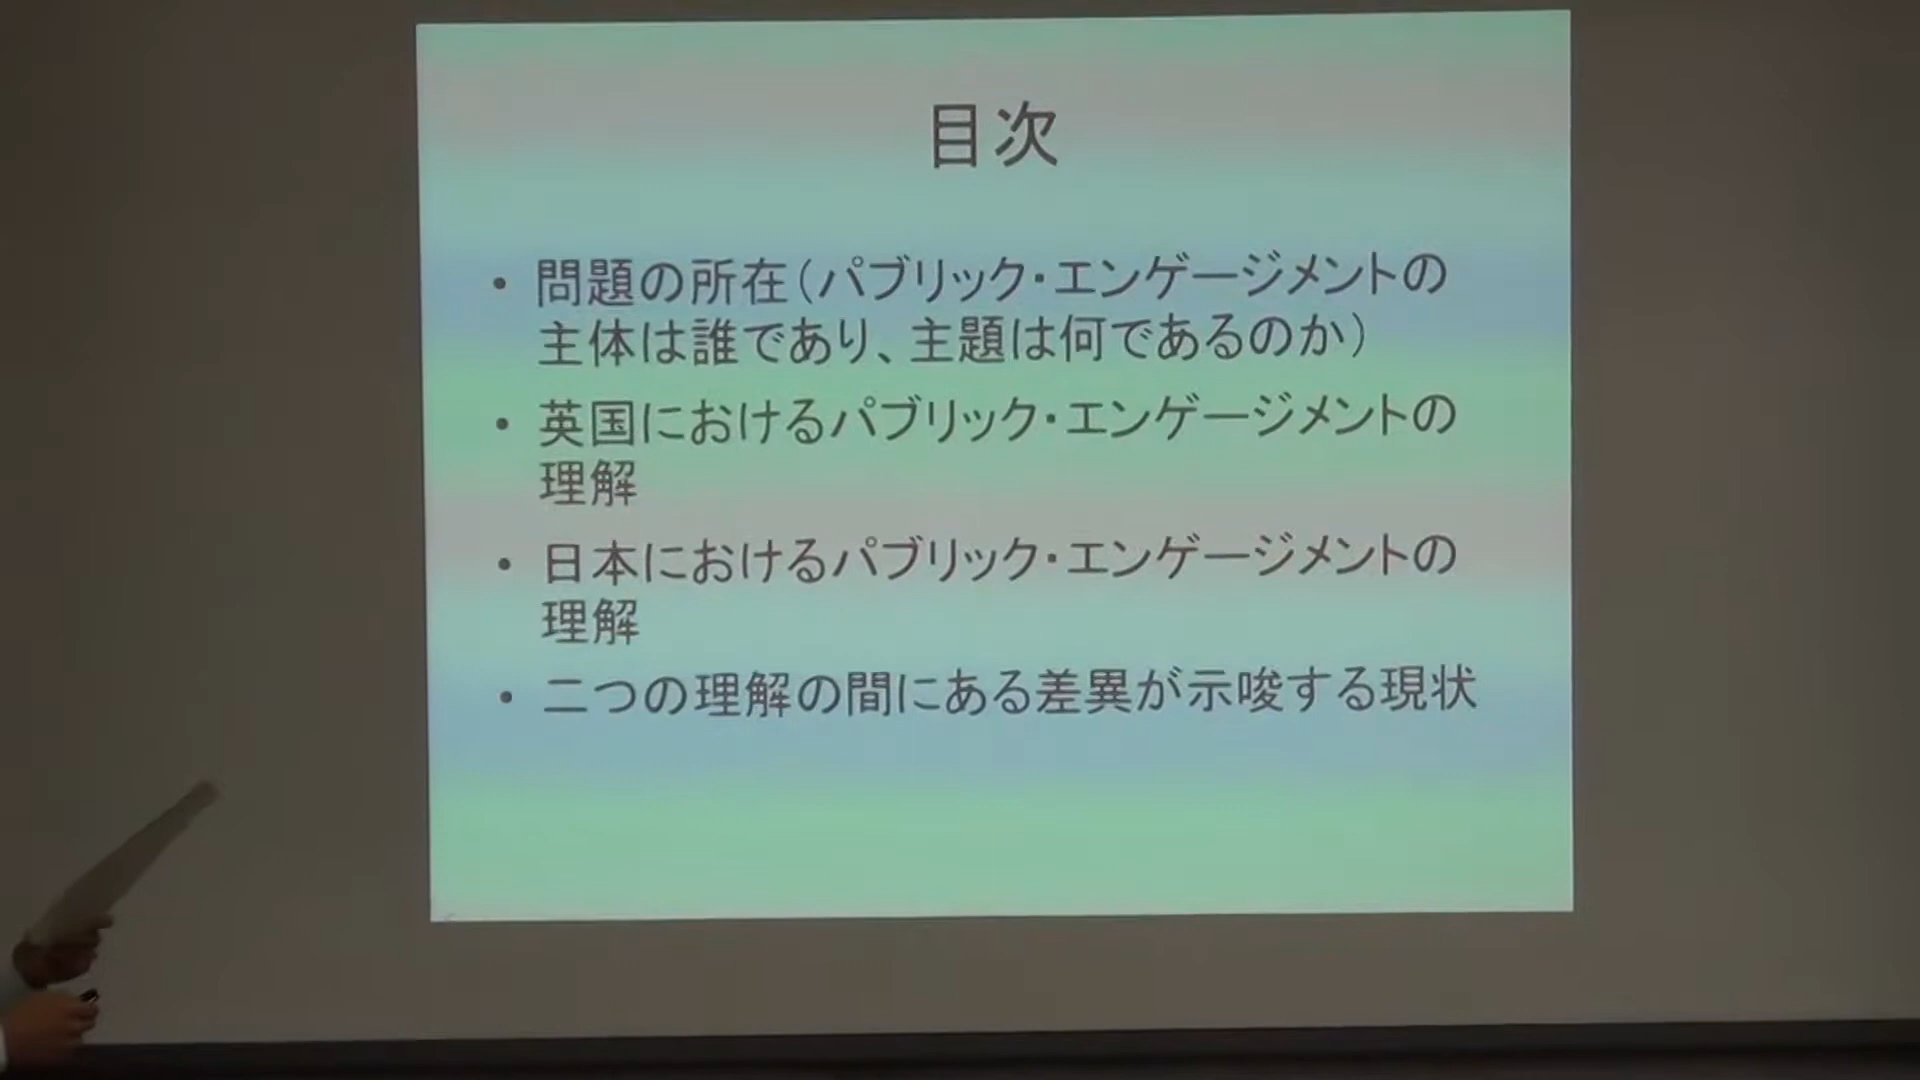 目次
・問題の所在(パブリック・エンゲージメントの
主体は誰であり、主題は何であるのか)
・英国におけるパブリック・エンゲージメントの
理解
・日本におけるパブリック・エンゲージメントの
理解
・二つの理解の間にある差異が示唆する現状